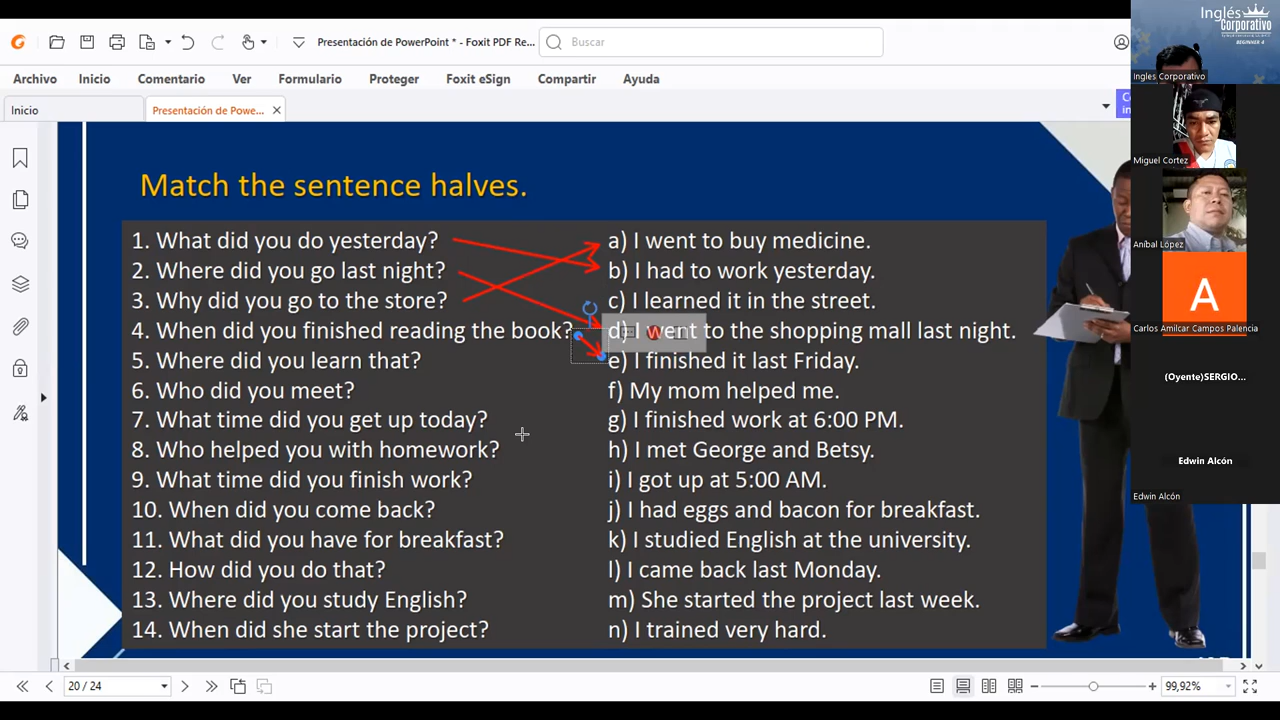 Presentación de PowerPoint * - Foxit PDF Re...
Buscar
Archivo Inicio Comentario Ver Formulario Proteger Foxit eSign Compartir Ayuda
Inicio
Presentación de Powe...
Match the sentence halves.
1. What did you do yesterday?
2. Where did you go last night?
3. Why did you go to the store?
4. When did you finished reading the book?
5. Where did you learn that?
6. Who did you meet?
7. What time did you get up today?
8. Who helped you with homework?
9. What time did you finish work?
10. When did you come back?
11. What did you have for breakfast?
12. How did you do that?
13. Where did you study English?
14. When did she start the project?
a) I went to buy medicine.
b) I had to work yesterday.
c) I learned it in the street.
d) I went to the shopping mall last night.
e) I finished it last Friday.
f) My mom helped me.
g) I finished work at 6:00 PM.
h) I met George and Betsy.
i) I got up at 5:00 AM.
j) I had eggs and bacon for breakfast.
k) I studied English at the university.
l) I came back last Monday.
m) She started the project last week.
n) I trained very hard.
20 / 24
99,92%
Inglés
Corporativo
BEGINNER 4
Ingles Corporativo
Miguel Cortez
Aníbal López
A
Carlos Amilcar Campos Palencia
(Oyente)SERGIO...
Edwin Alcón
Edwin Alcón